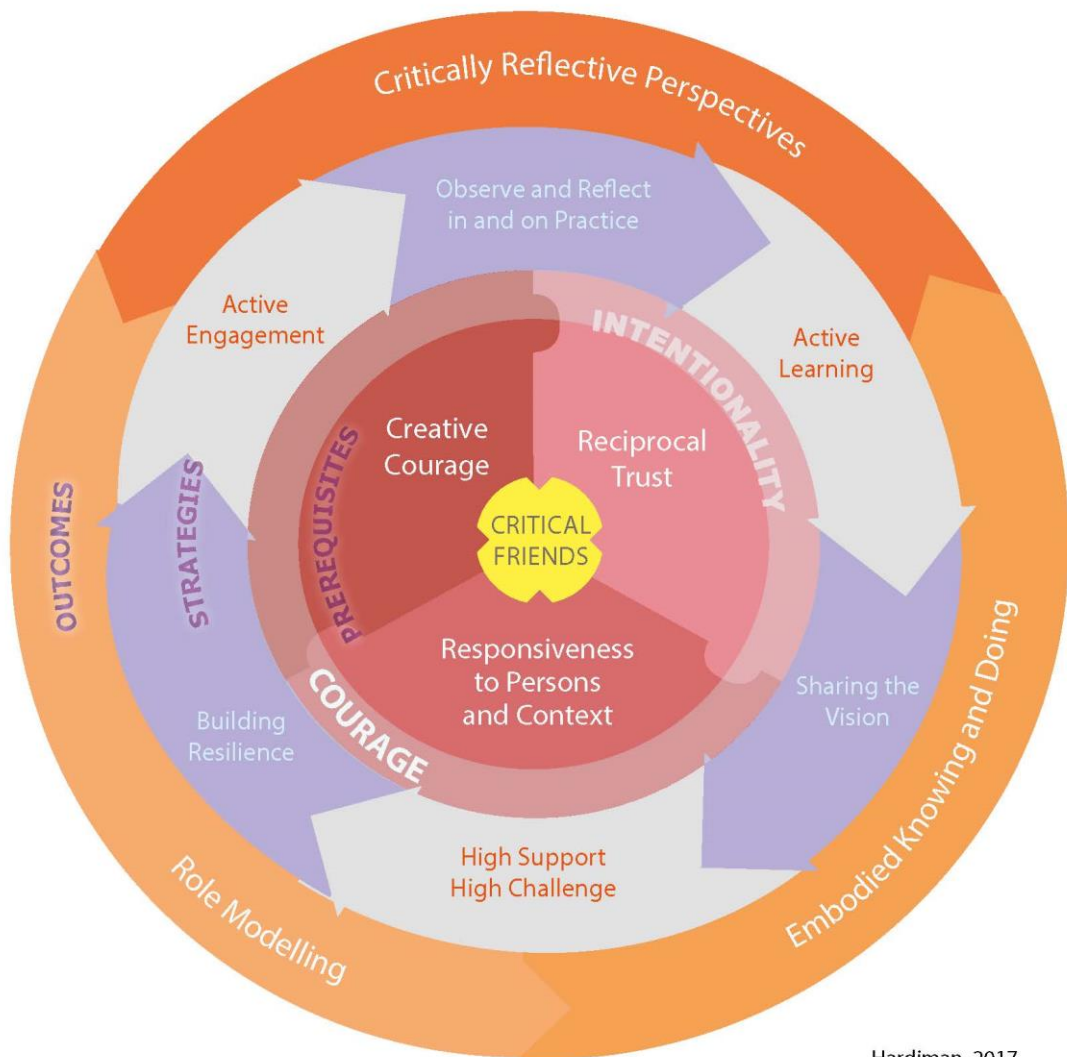 Critically Reflective Perspectives
Observe and Reflect
in and on Practice
Active
Engagement
Active
Learning
INTENTIONALITY
Creative
Courage
Reciprocal
Trust
PREREQUISITES
CRITICAL
FRIENDS
OUTCOMES
STRATEGIES
Responsiveness
to Persons
and Context
COURAGE
Building
Resilience
Sharing the
Vision
High Support
High Challenge
Role Modelling
Embodied Knowing and Doing
Hardiman, 2017